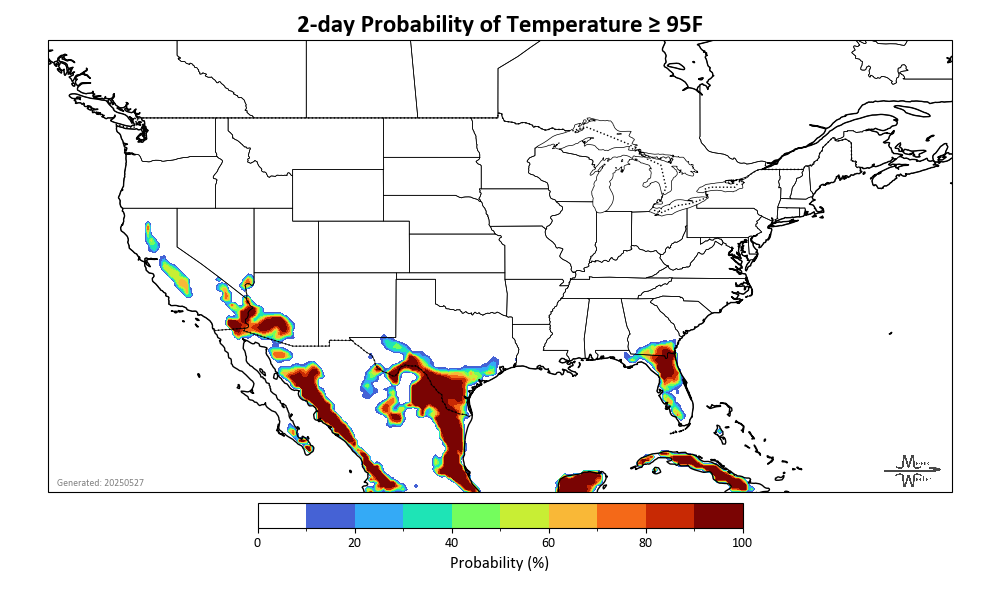 2-day Probability of Temperature ≥ 95F
Generated: 20250527
0 20 40 60 80 100
Probability (%)